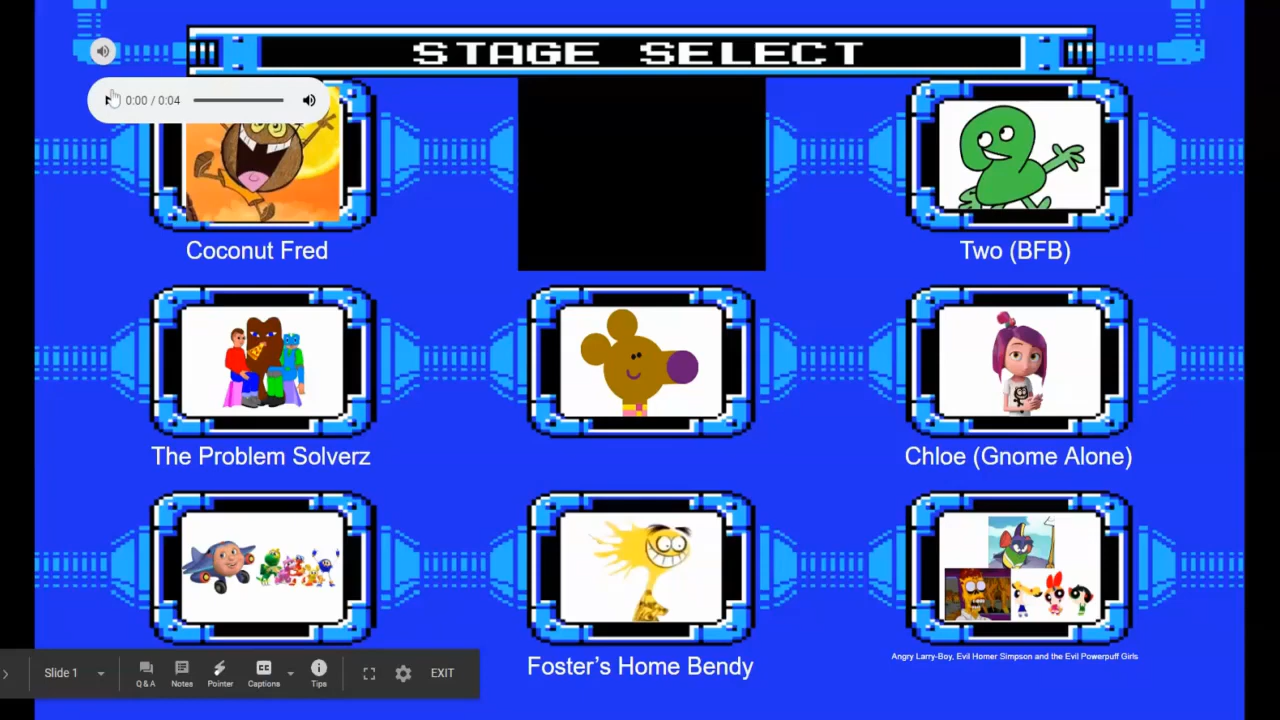 STAGE SELECT
0:00 / 0:04
Coconut Fred
Two (BFB)
The Problem Solverz
Chloe (Gnome Alone)
Foster's Home Bendy
Angry Larry-Boy, Evil Homer Simpson and the Evil Powerpuff Girls
Slide 1
Q & A
Notes
Pointer
CC
Captions
Tips
EXIT